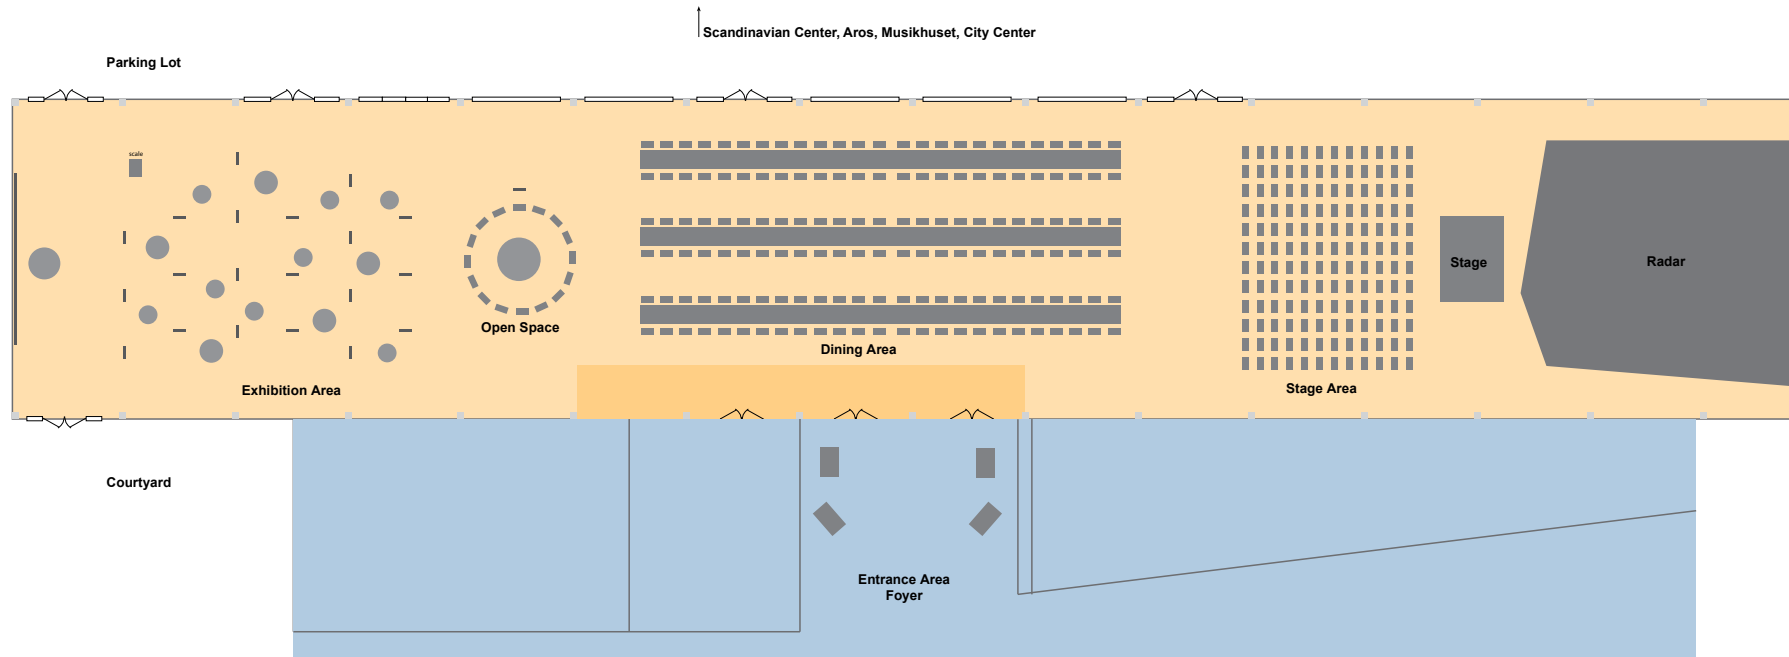 Scandinavian Center, Aros, Musikhuset, City Center
Parking Lot
scale
Stage
Radar
Open Space
Dining Area
Exhibition Area
Stage Area
Courtyard
Entrance Area
Foyer